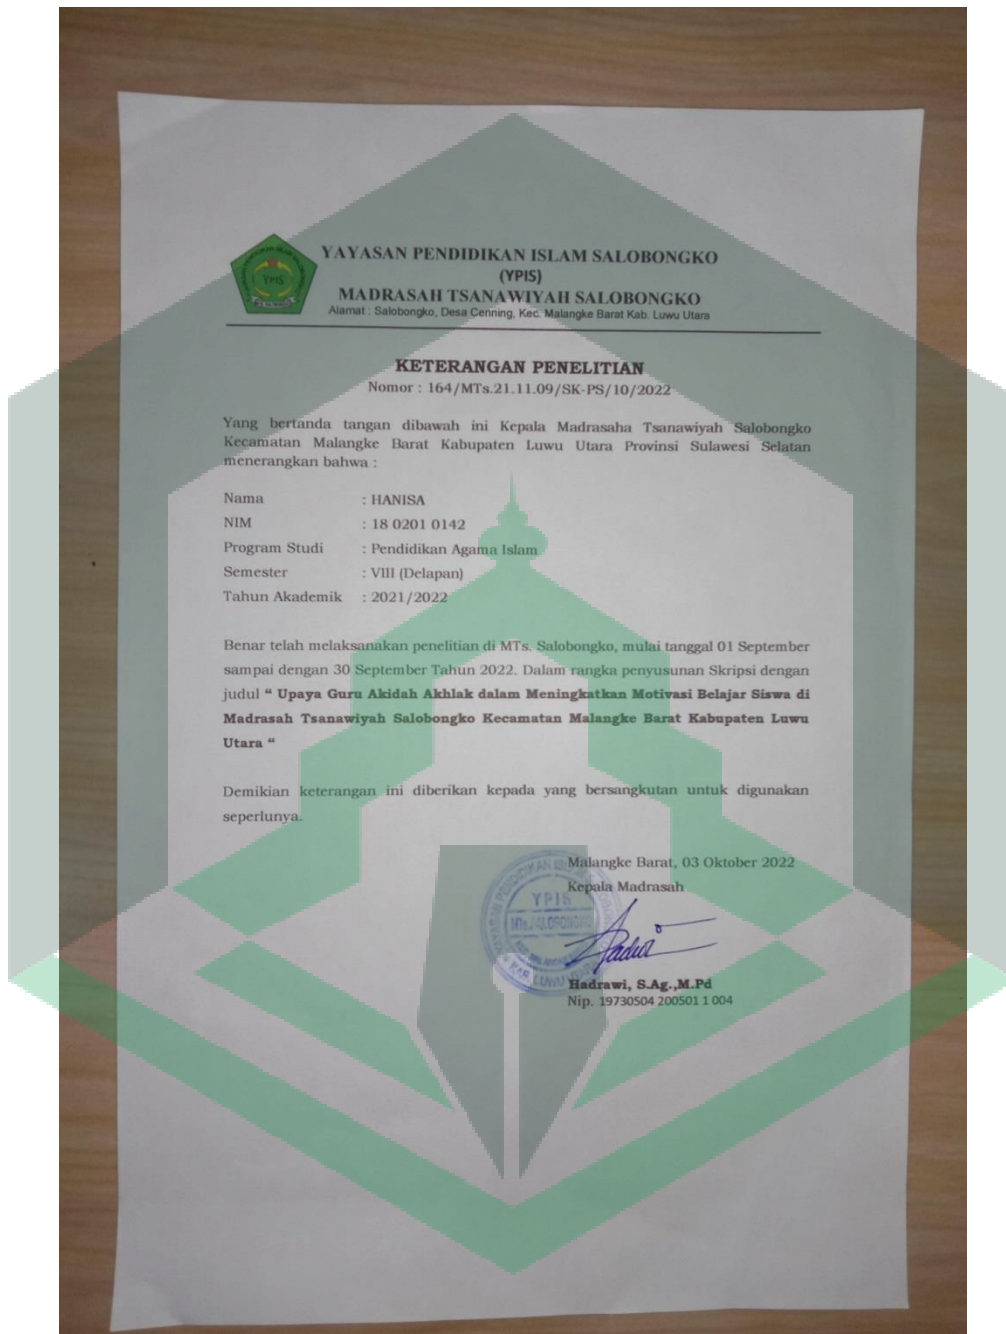 YAYASAN PENDIDIKAN ISLAM SALOBONGKO
(YPIS)
MADRASAH TSANAWIYAH SALOBONGKO
Alamat : Salobongko, Desa Cenning, Kec. Malangke Barat Kab. Luwu Utara
YPIS
KETERANGAN PENELITIAN
Nomor : 164/MTs.21.11.09/SK-PS/10/2022
Yang bertanda tangan dibawah ini Kepala Madrasaha Tsanawiyah Salobongko
Kecamatan Malangke Barat Kabupaten Luwu Utara Provinsi Sulawesi Selatan
menerangkan bahwa :
Nama : HANISA
NIM : 18 0201 0142
Program Studi : Pendidikan Agama Islam
Semester : VIII (Delapan)
Tahun Akademik : 2021/2022
Benar telah melaksanakan penelitian di MTs. Salobongko, mulai tanggal 01 September
sampai dengan 30 September Tahun 2022. Dalam rangka penyusunan Skripsi dengan
judul “ Upaya Guru Akidah Akhlak dalam Meningkatkan Motivasi Belajar Siswa di
Madrasah Tsanawiyah Salobongko Kecamatan Malangke Barat Kabupaten Luwu
Utara “
Demikian keterangan ini diberikan kepada yang bersangkutan untuk digunakan
seperlunya.
Malangke Barat, 03 Oktober 2022
Kepala Madrasah
YPIS
MTs.SALOBONGKO
KAB. LUWU UTARA
Hadrawi, S.Ag.,M.Pd
Nip. 19730504 200501 1 004